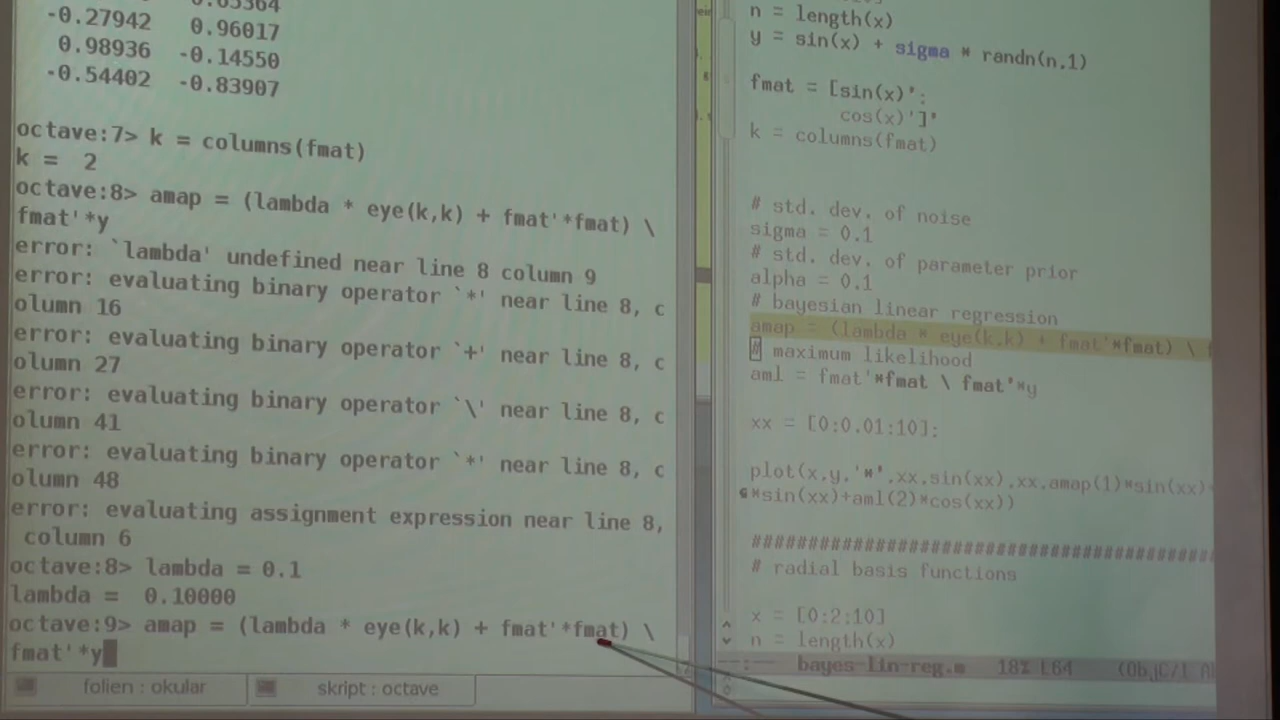 -0.27942 0.96017
0.98936 -0.14550
-0.54402 -0.83907
octave:7> k = columns(fmat)
k = 2
octave:8> amap = (lambda * eye(k,k) + fmat'*fmat) \
fmat'*y
error: `lambda' undefined near line 8 column 9
error: evaluating binary operator `*' near line 8, c
olumn 16
error: evaluating binary operator `+' near line 8, c
olumn 27
error: evaluating binary operator `\' near line 8, c
olumn 41
error: evaluating binary operator `*' near line 8, c
olumn 48
error: evaluating assignment expression near line 8,
column 6
octave:8> lambda = 0.1
lambda = 0.10000
octave:9> amap = (lambda * eye(k,k) + fmat'*fmat) \
fmat'*y
folien : okular
skript : octave
n = length(x)
y = sin(x) + sigma * randn(n,1)
fmat = [sin(x)';
cos(x)']'
k = columns(fmat)
# std. dev. of noise
sigma = 0.1
# std. dev. of parameter prior
alpha = 0.1
# bayesian linear regression
amap = (lambda * eye(k,k) + fmat'*fmat) \
# maximum likelihood
aml = fmat'*fmat \ fmat'*y
xx = [0:0.01:10];
plot(x,y,'*',xx,sin(xx),xx,amap(1)*sin(xx)
*sin(xx)+aml(2)*cos(xx))
# radial basis functions
x = [0:2:10]
n = length(x)
bayes-lin-reg.m 18% L64